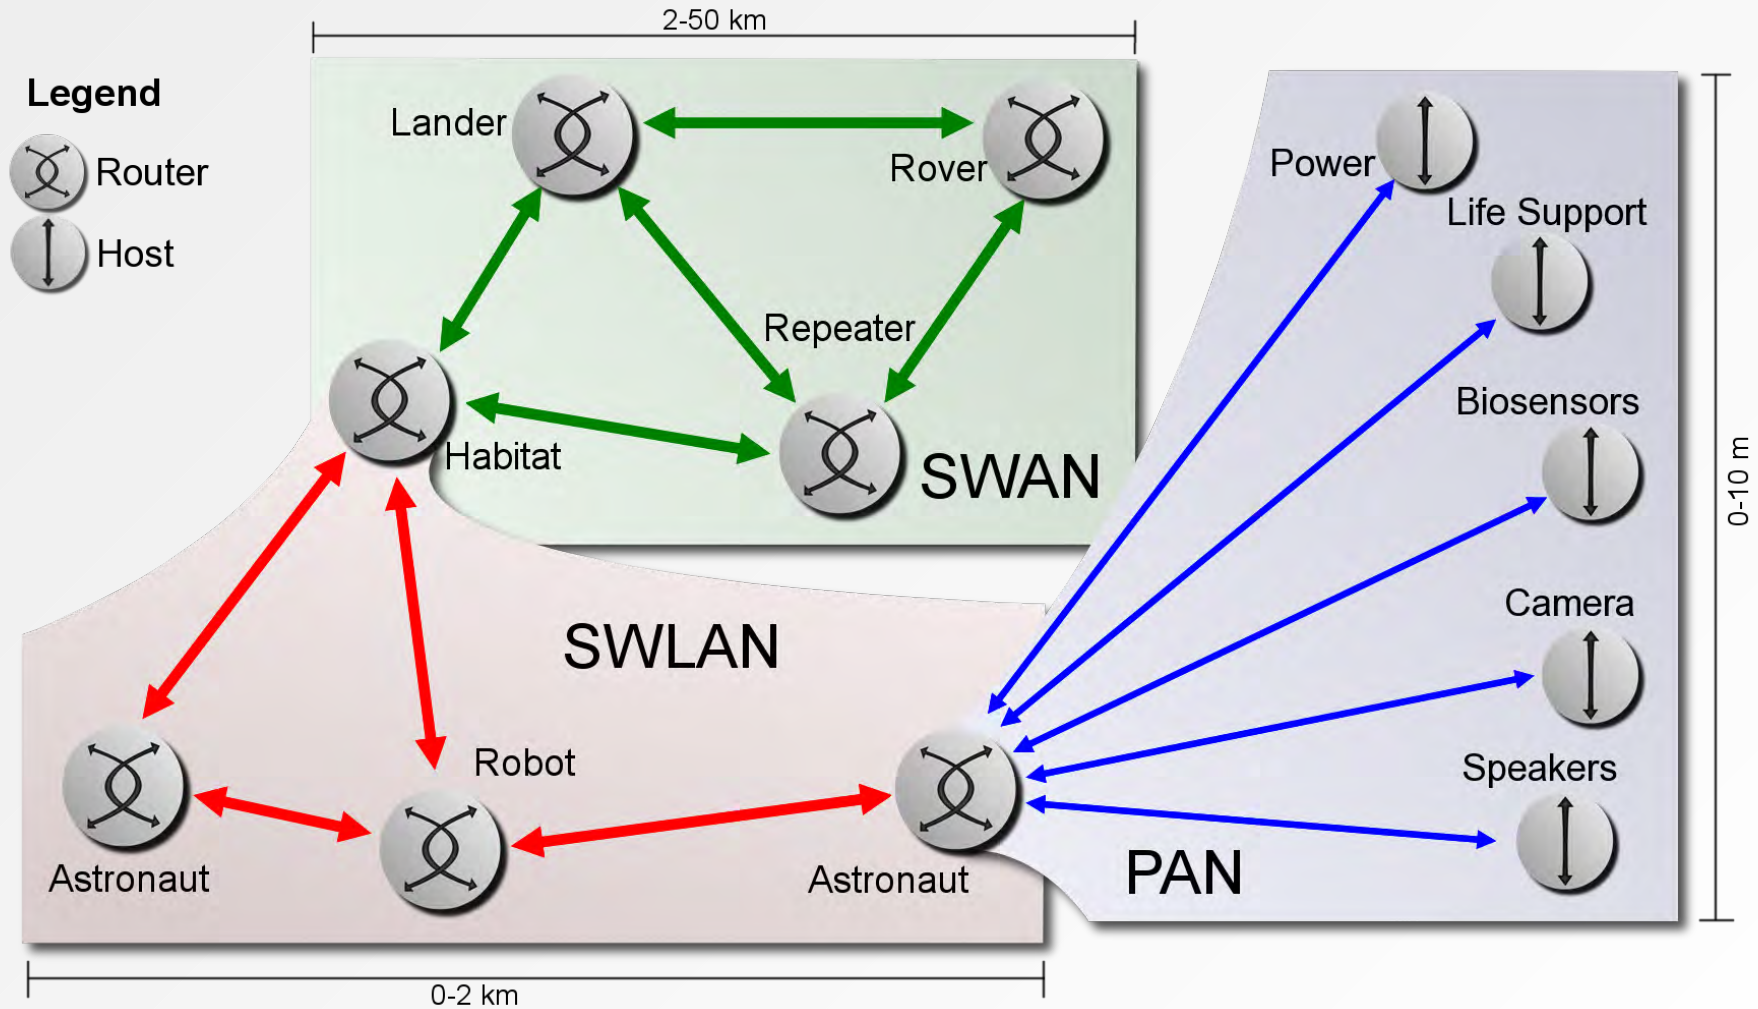 2-50 km
Legend
Router
Host
Lander
Rover
Repeater
Habitat
SWAN
Power
Life Support
Biosensors
Camera
Speakers
PAN
0-10 m
SWLAN
Robot
Astronaut
Astronaut
0-2 km